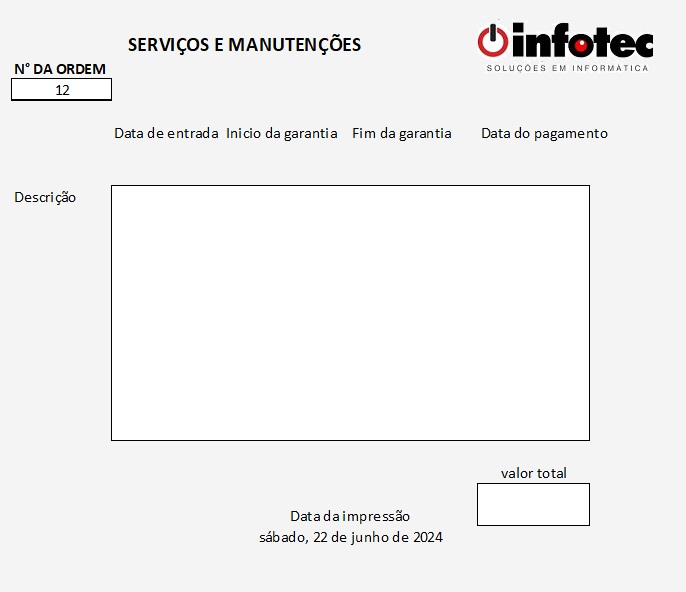 SERVIÇOS E MANUTENÇÕES
infotec
SOLUÇÕES EM INFORMÁTICA
N° DA ORDEM
12
Data de entrada Inicio da garantia Fim da garantia Data do pagamento
Descrição
valor total
Data da impressão
sábado, 22 de junho de 2024